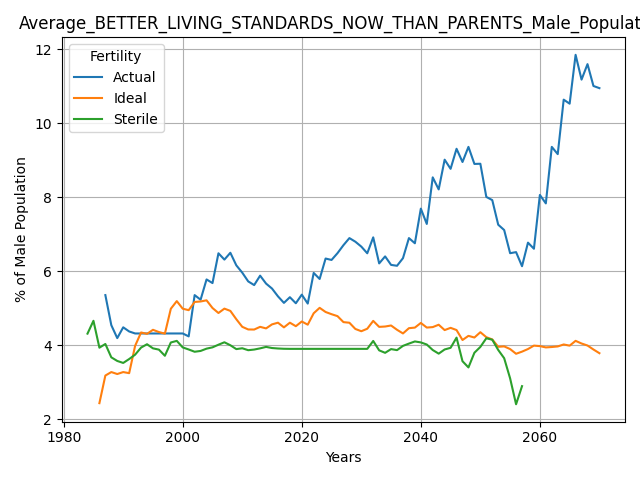 Average_BETTER_LIVING_STANDARDS_NOW_THAN_PARENTS_Male_Populat
Fertility
Actual
Ideal
Sterile
% of Male Population
12
10
8
6
4
2
1980 2000 2020 2040 2060
Years